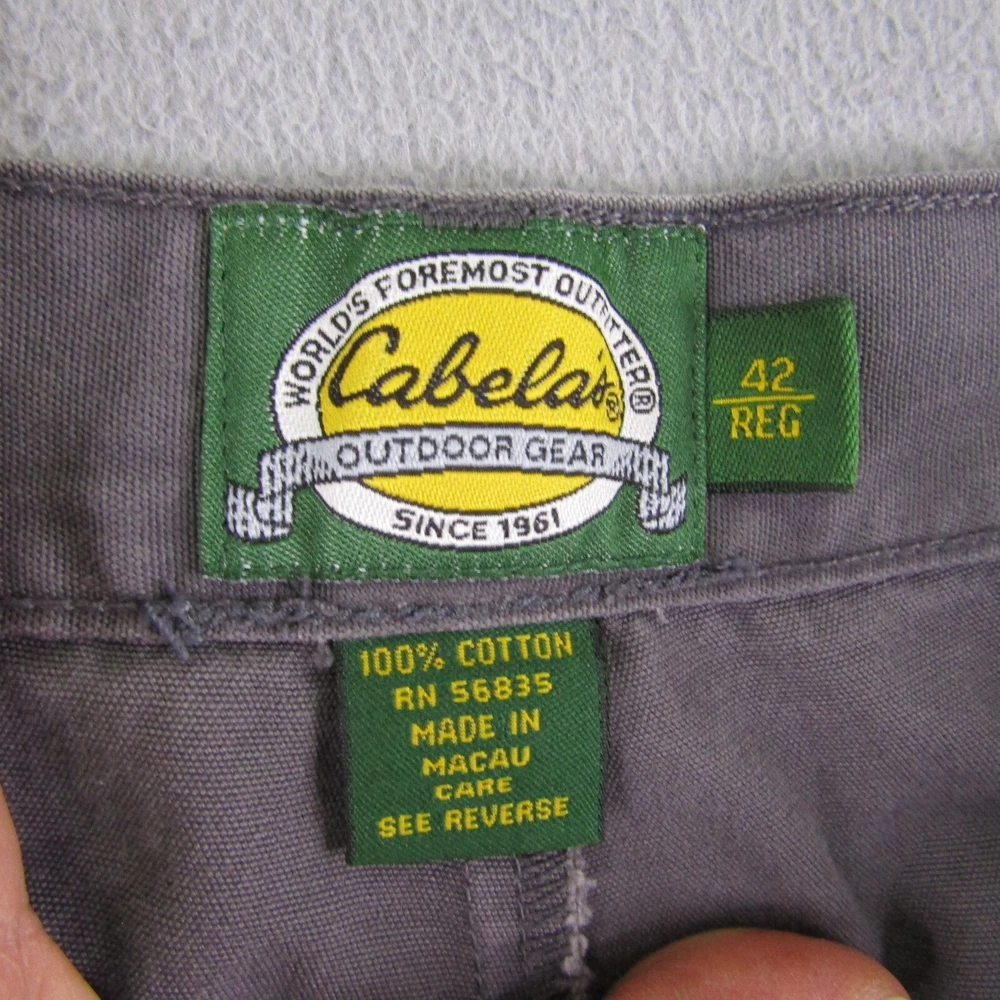 WORLD'S FOREMOST OUTFITTER®
Cabela's®
OUTDOOR GEAR
SINCE 1961
42
REG
100% COTTON
RN 56835
MADE IN
MACAU
CARE
SEE REVERSE